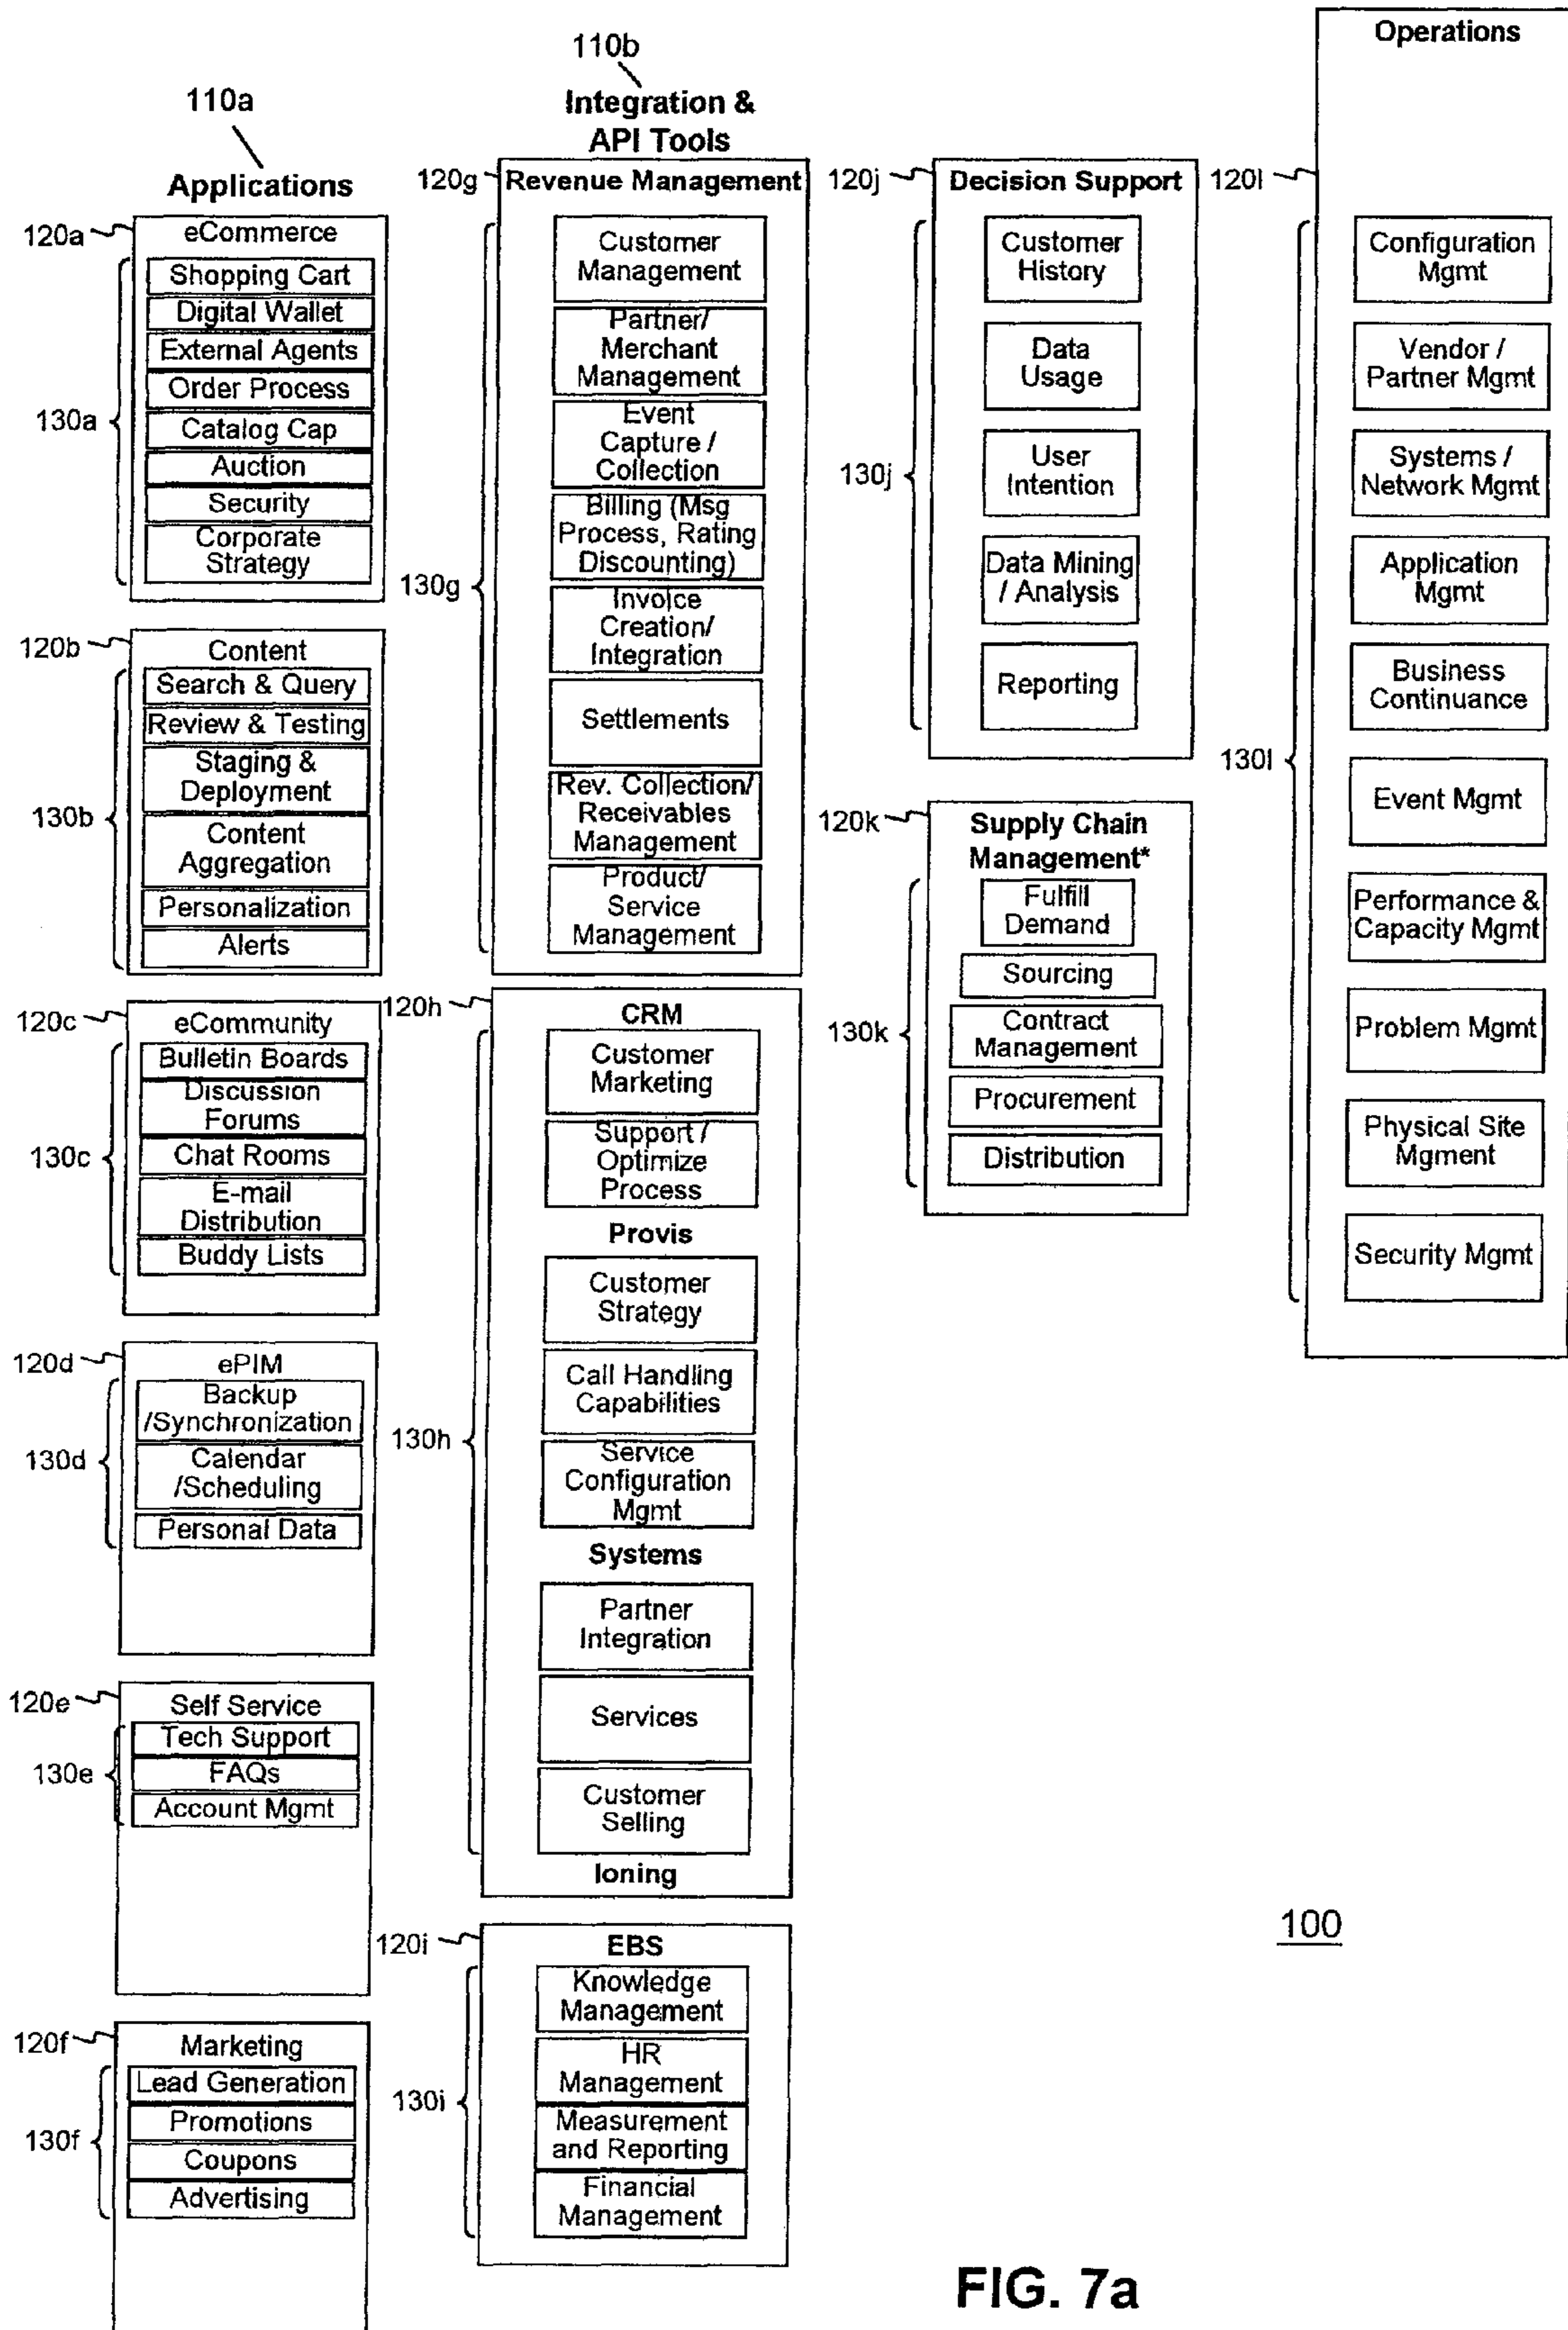 110a
Applications
120a
eCommerce
130a
Shopping Cart
Digital Wallet
External Agents
Order Process
Catalog Cap
Auction
Security
Corporate
Strategy
120b
Content
130b
Search & Query
Review & Testing
Staging &
Deployment
Content
Aggregation
Personalization
Alerts
120c
eCommunity
130c
Bulletin Boards
Discussion
Forums
Chat Rooms
E-mail
Distribution
Buddy Lists
120d
ePIM
130d
Backup
/Synchronization
Calendar
/Scheduling
Personal Data
120e
Self Service
130e
Tech Support
FAQs
Account Mgmt
120f
Marketing
130f
Lead Generation
Promotions
Coupons
Advertising
110b
Integration &
API Tools
120g
Revenue Management
130g
Customer
Management
Partner/
Merchant
Management
Event
Capture /
Collection
Billing (Msg
Process, Rating
Discounting)
Invoice
Creation/
Integration
Settlements
Rev. Collection/
Receivables
Management
Product/
Service
Management
120h
CRM
130h
Customer
Marketing
Support /
Optimize
Process
Provis
Customer
Strategy
Call Handling
Capabilities
Service
Configuration
Mgmt
Systems
Partner
Integration
Services
Customer
Selling
Ioning
120i
EBS
130i
Knowledge
Management
HR
Management
Measurement
and Reporting
Financial
Management
120j
Decision Support
130j
Customer
History
Data
Usage
User
Intention
Data Mining
/ Analysis
Reporting
120k
Supply Chain
Management*
130k
Fulfill
Demand
Sourcing
Contract
Management
Procurement
Distribution
120l
Operations
130l
Configuration
Mgmt
Vendor /
Partner Mgmt
Systems /
Network Mgmt
Application
Mgmt
Business
Continuance
Event Mgmt
Performance &
Capacity Mgmt
Problem Mgmt
Physical Site
Mgment
Security Mgmt
100
FIG. 7a